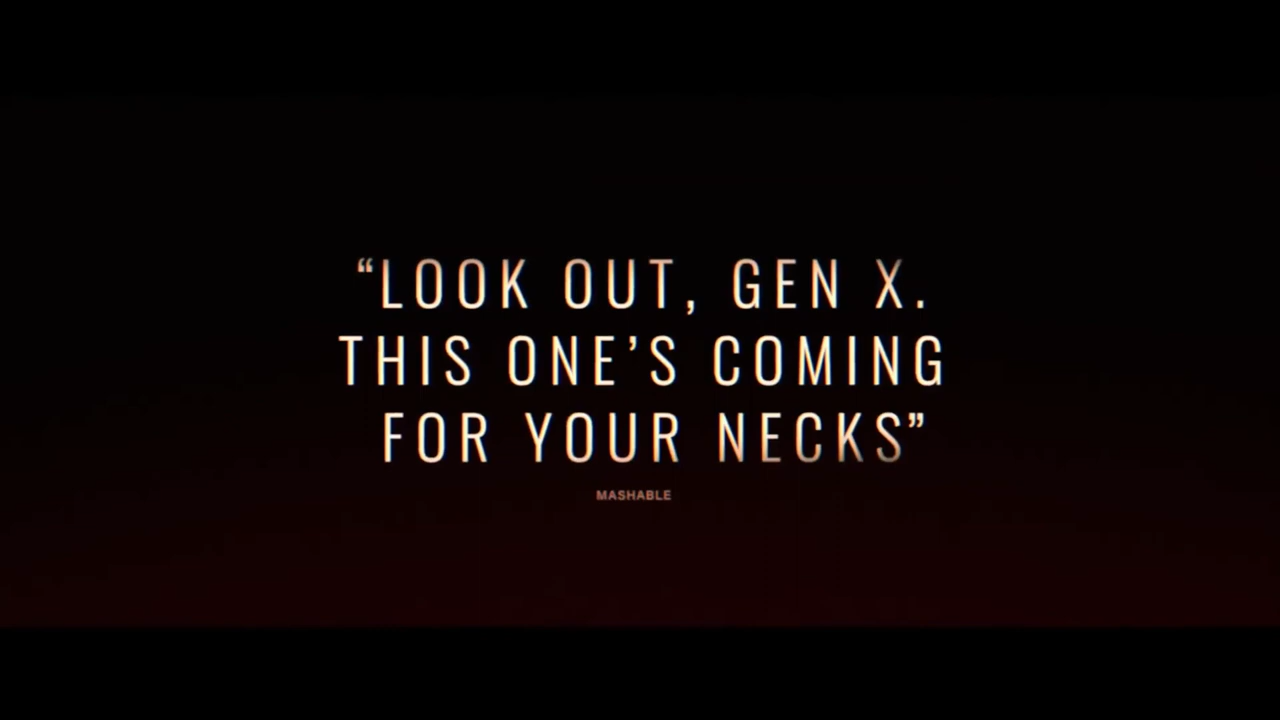 “LOOK OUT, GEN X.
THIS ONE’S COMING
FOR YOUR NECKS”
MASHABLE